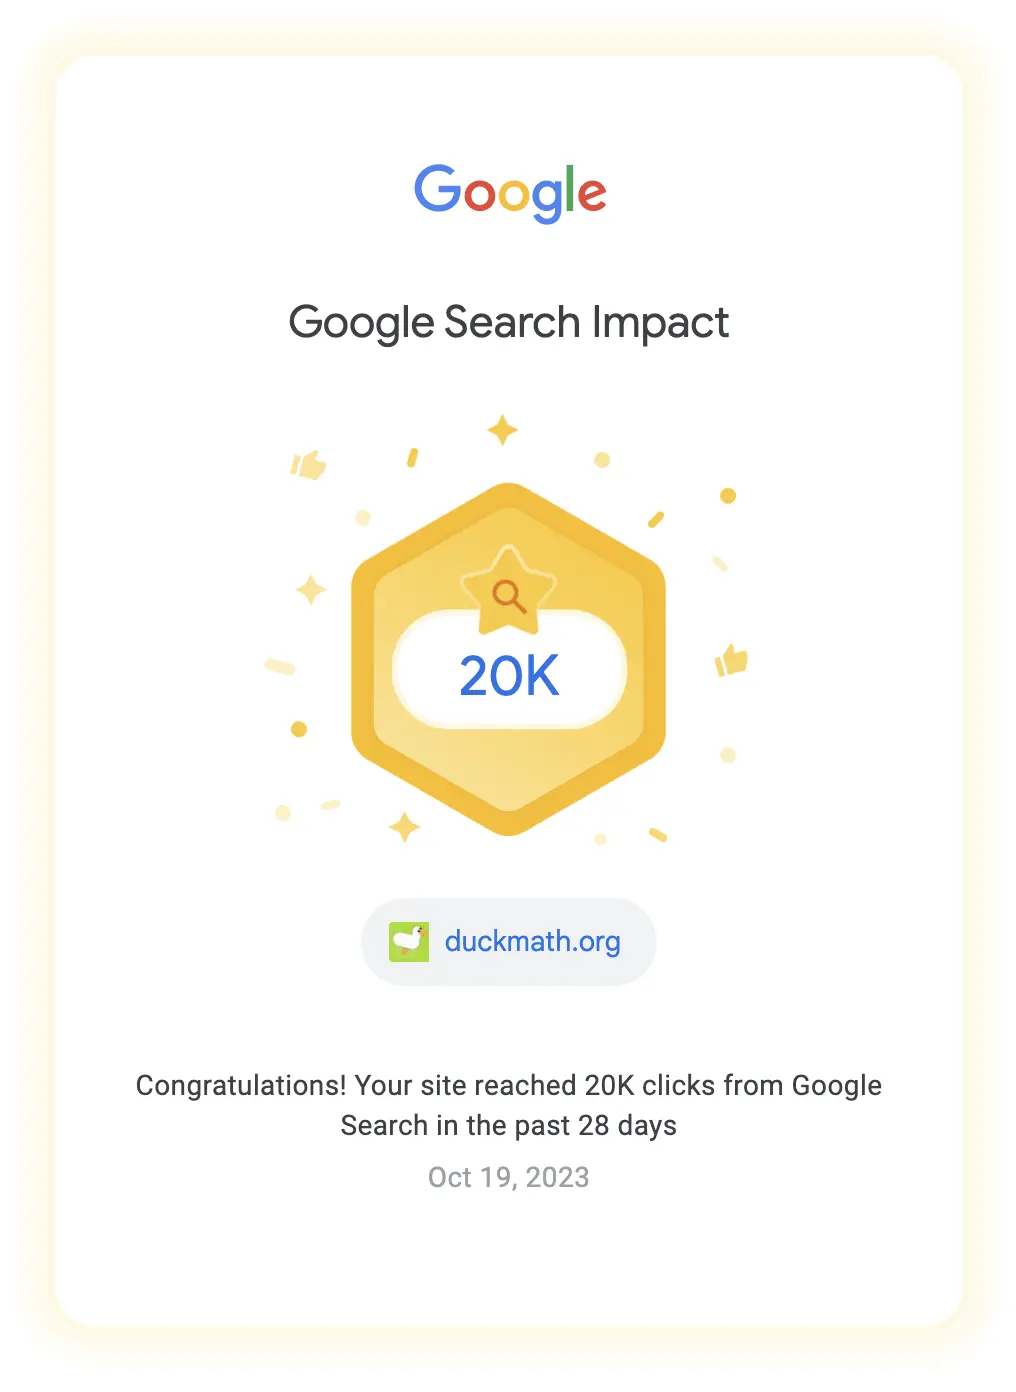 Google
Google Search Impact
20K
duckmath.org
Congratulations! Your site reached 20K clicks from Google
Search in the past 28 days
Oct 19, 2023